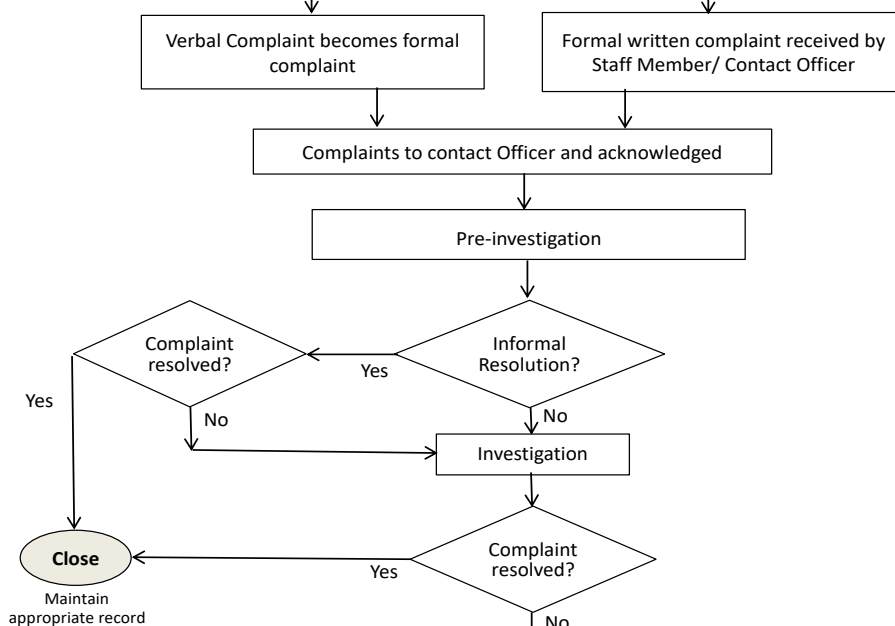 Verbal Complaint becomes formal
complaint
Formal written complaint received by
Staff Member/ Contact Officer
Complaints to contact Officer and acknowledged
Pre-investigation
Complaint
resolved?
Informal
Resolution?
Yes
Yes
No
No
Investigation
Close
Complaint
resolved?
Yes
Maintain
appropriate record
No